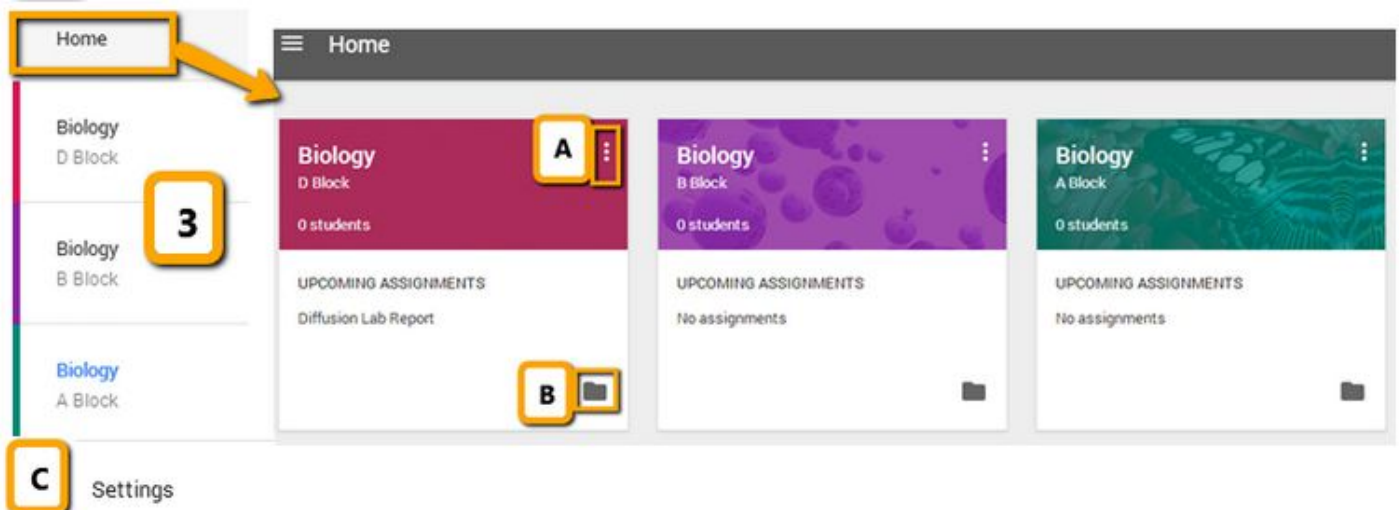 Home
Biology
D Block
3
Biology
B Block
Biology
A Block
C
Settings
Home
Biology
D Block
0 students
A
UPCOMING ASSIGNMENTS
Diffusion Lab Report
B
Biology
B Block
0 students
UPCOMING ASSIGNMENTS
No assignments
Biology
A Block
0 students
UPCOMING ASSIGNMENTS
No assignments